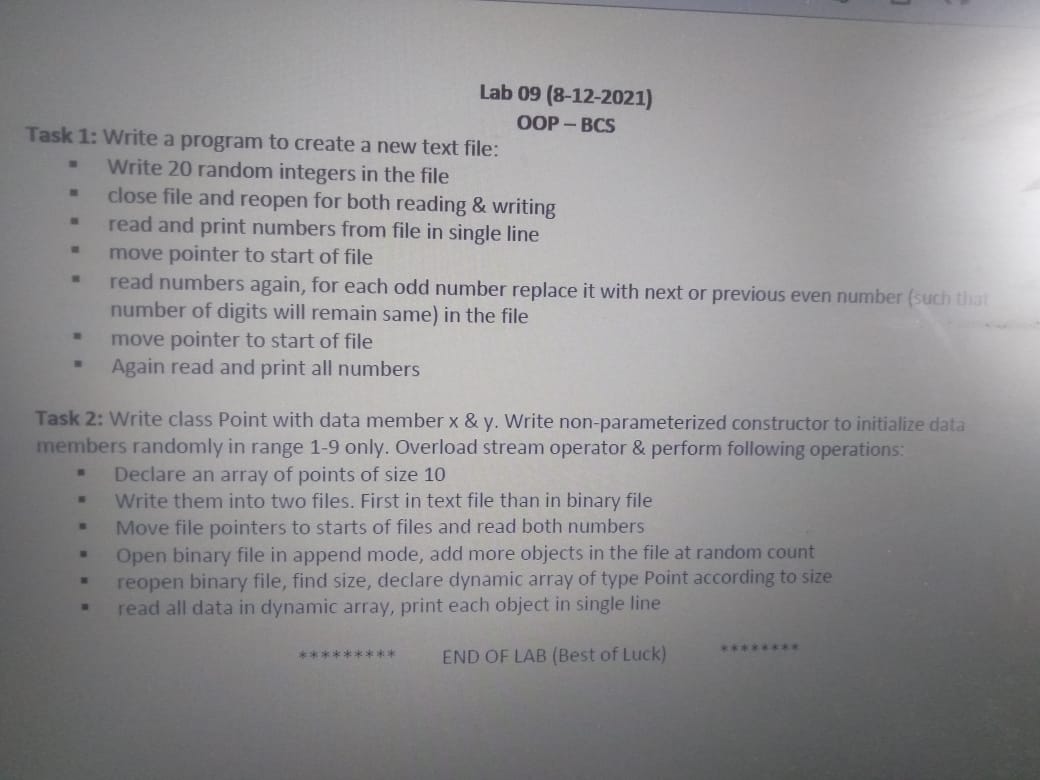 Lab 09 (8-12-2021)
OOP – BCS
Task 1: Write a program to create a new text file:
▪ Write 20 random integers in the file
▪ close file and reopen for both reading & writing
▪ read and print numbers from file in single line
▪ move pointer to start of file
▪ read numbers again, for each odd number replace it with next or previous even number (such that
number of digits will remain same) in the file
▪ move pointer to start of file
▪ Again read and print all numbers
Task 2: Write class Point with data member x & y. Write non-parameterized constructor to initialize data
members randomly in range 1-9 only. Overload stream operator & perform following operations:
▪ Declare an array of points of size 10
▪ Write them into two files. First in text file than in binary file
▪ Move file pointers to starts of files and read both numbers
▪ Open binary file in append mode, add more objects in the file at random count
▪ reopen binary file, find size, declare dynamic array of type Point according to size
▪ read all data in dynamic array, print each object in single line
********* END OF LAB (Best of Luck) ********